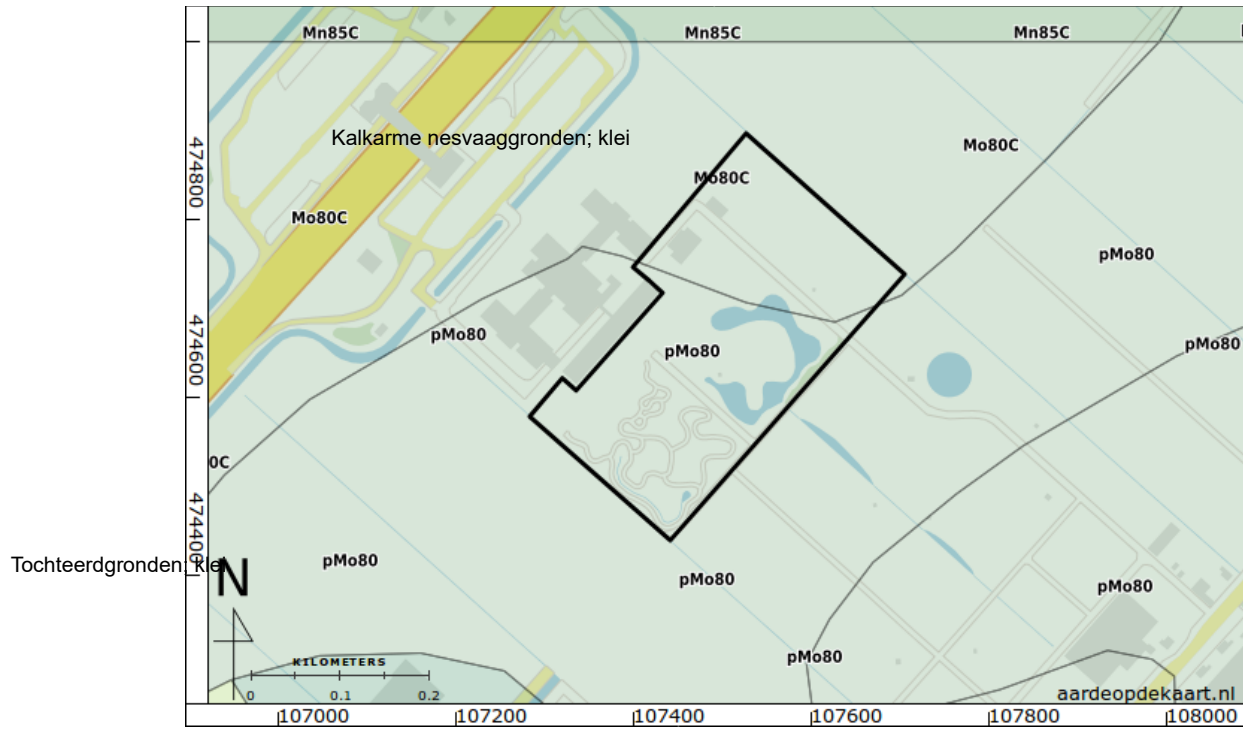 Mn85C Mn85C Mn85C
Kalkarme nesvaaggronden; klei
Mo80C
Mo80C
Mo80C
pMo80
pMo80
pMo80
pMo80
0C
pMo80
Tochteerdgronden; klei
pMo80
pMo80
pMo80
474800
474600
474400
N
KILOMETERS
0 0.1 0.2
aardeopdekaart.nl
107000 107200 107400 107600 107800 108000